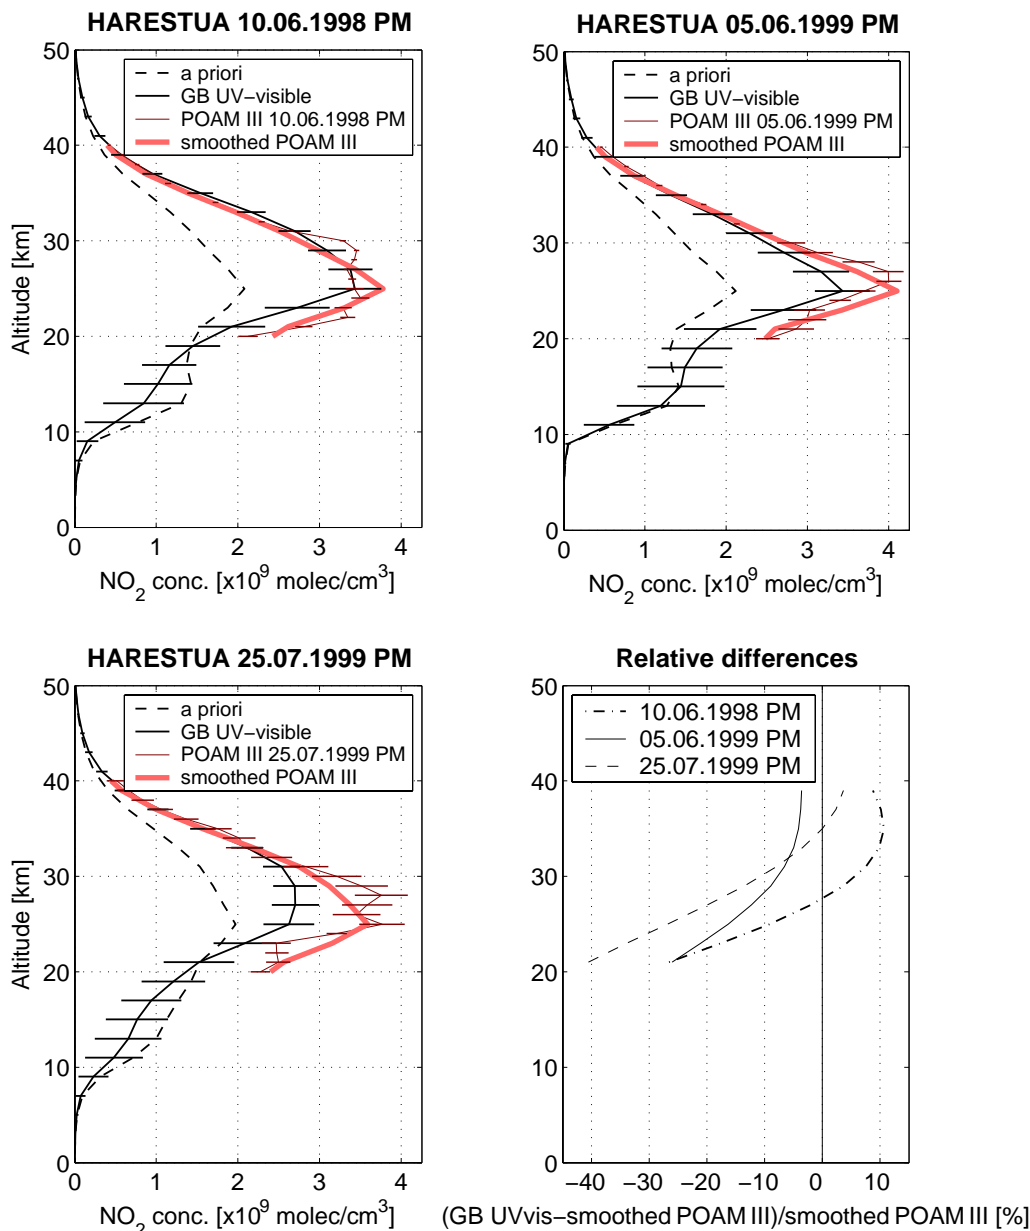 HARESTUA 10.06.1998 PM
50
40
30
20
10
0
Altitude [km]
a priori
GB UV−visible
POAM III 10.06.1998 PM
smoothed POAM III
0 1 2 3 4
NO2 conc. [x10^9 molec/cm^3]
HARESTUA 05.06.1999 PM
50
40
30
20
10
0
a priori
GB UV−visible
POAM III 05.06.1999 PM
smoothed POAM III
0 1 2 3 4
NO2 conc. [x10^9 molec/cm^3]
HARESTUA 25.07.1999 PM
50
40
30
20
10
0
Altitude [km]
a priori
GB UV−visible
POAM III 25.07.1999 PM
smoothed POAM III
0 1 2 3 4
NO2 conc. [x10^9 molec/cm^3]
Relative differences
50
40
30
20
10
0
10.06.1998 PM
05.06.1999 PM
25.07.1999 PM
−40 −30 −20 −10 0 10
(GB UVvis−smoothed POAM III)/smoothed POAM III [%]